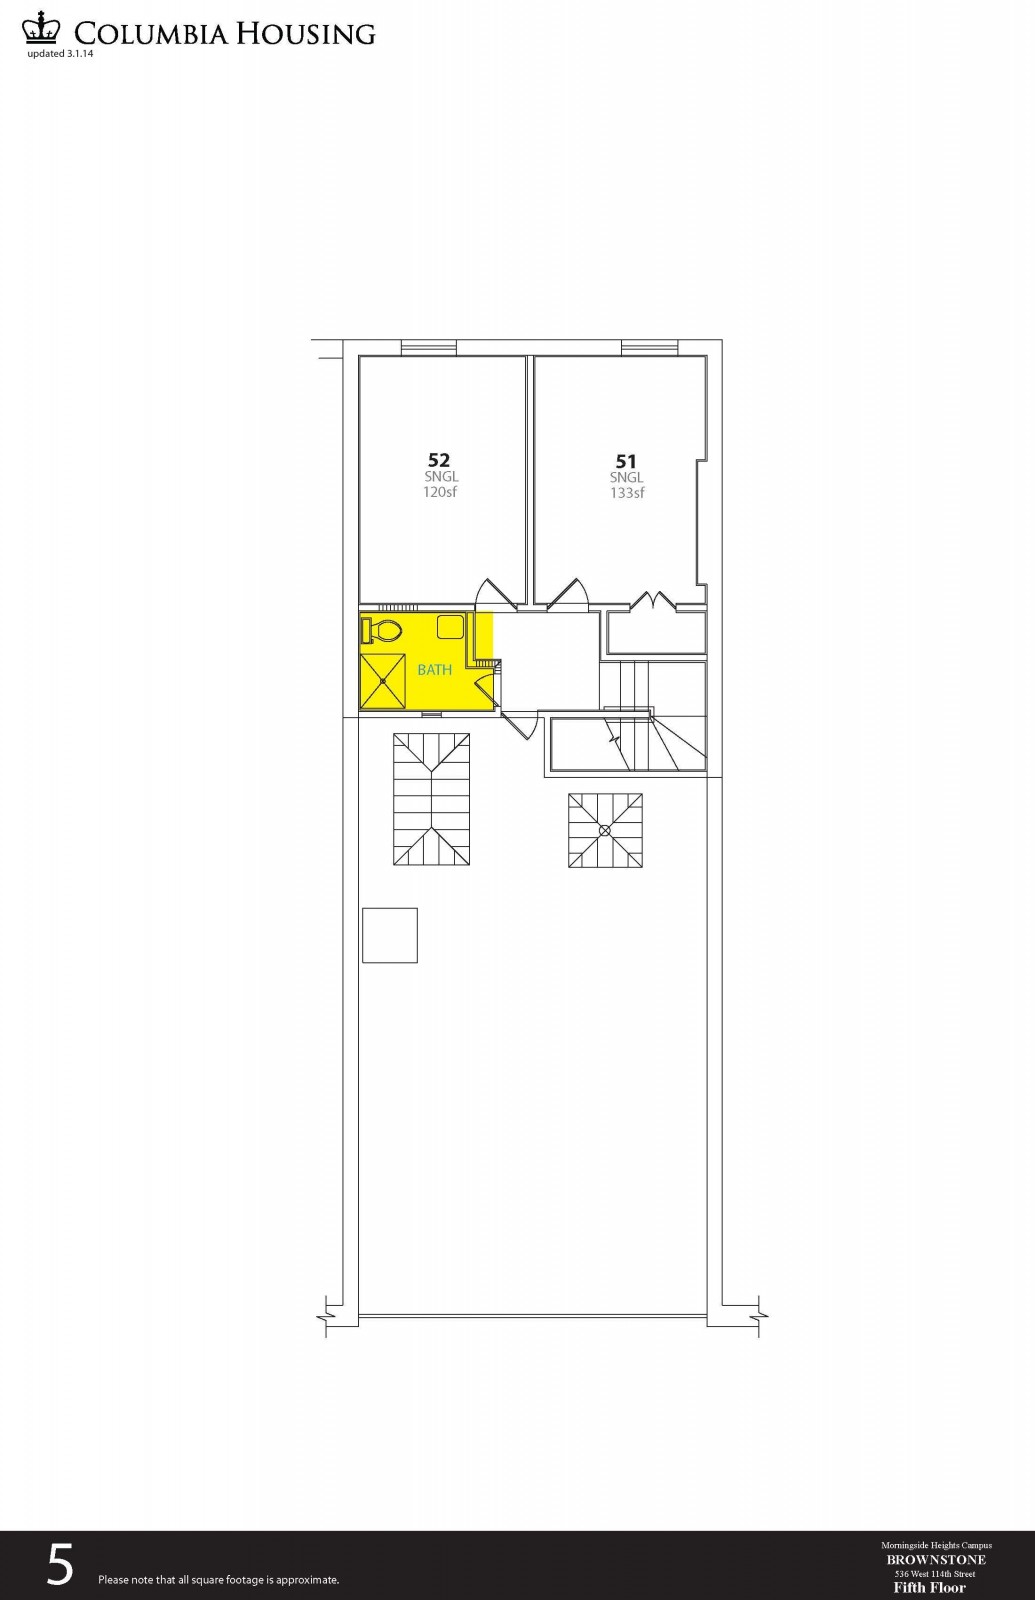 COLUMBIA HOUSING
updated 3.1.14
52
SNGL
120sf
51
SNGL
133sf
BATH
5
Please note that all square footage is approximate.
Morningside Heights Campus
BROWNSTONE
536 West 114th Street
Fifth Floor